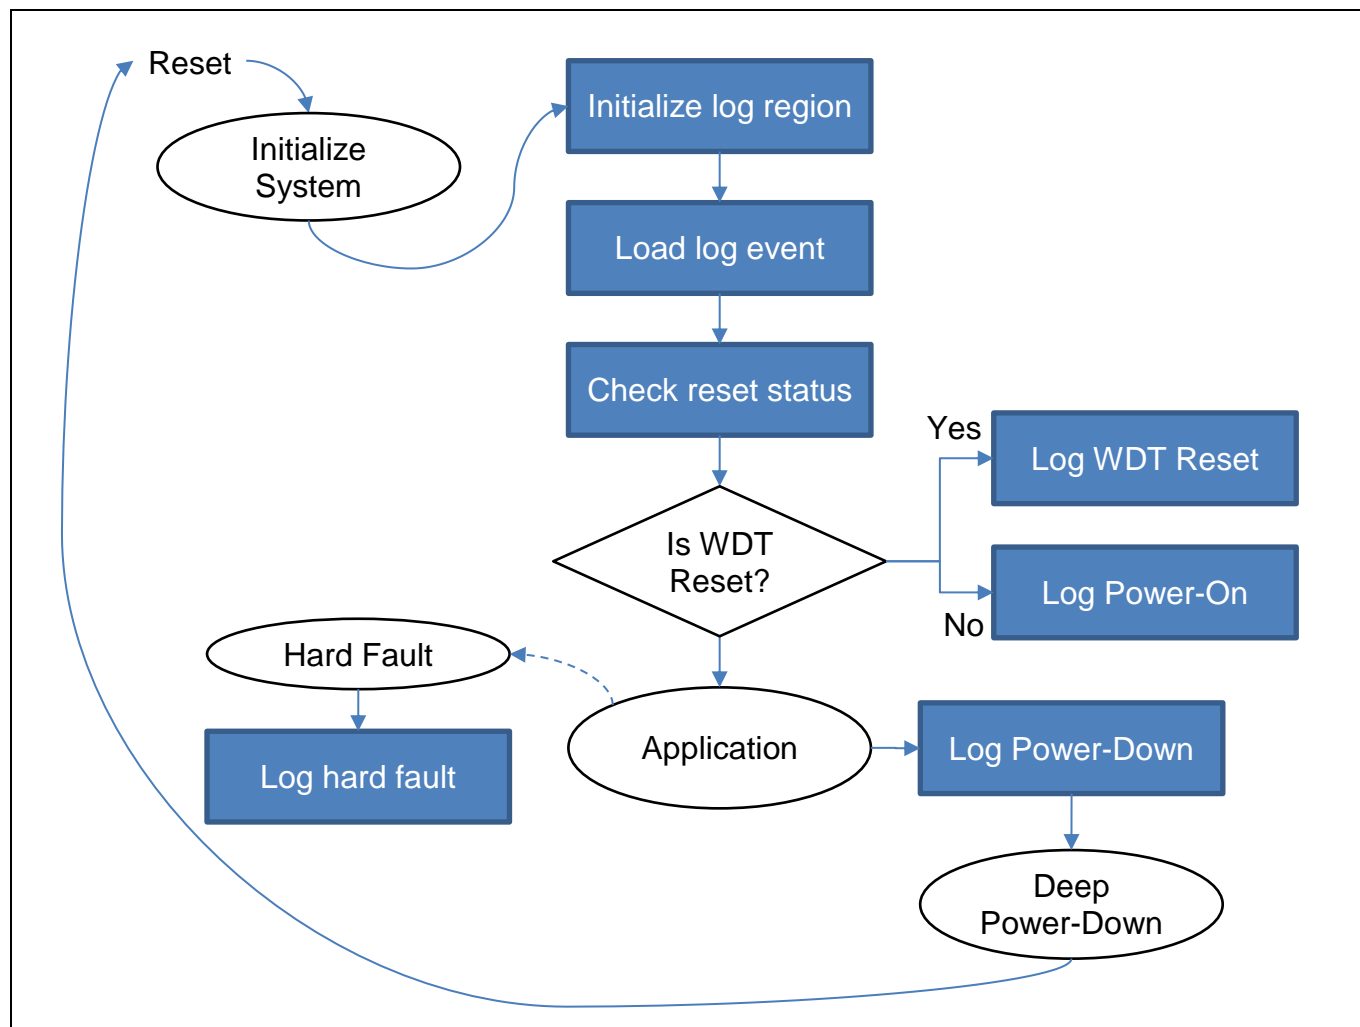 Reset
Initialize
System
Initialize log region
Load log event
Check reset status
Is WDT
Reset?
Yes
Log WDT Reset
No
Log Power-On
Hard Fault
Log hard fault
Application
Log Power-Down
Deep
Power-Down